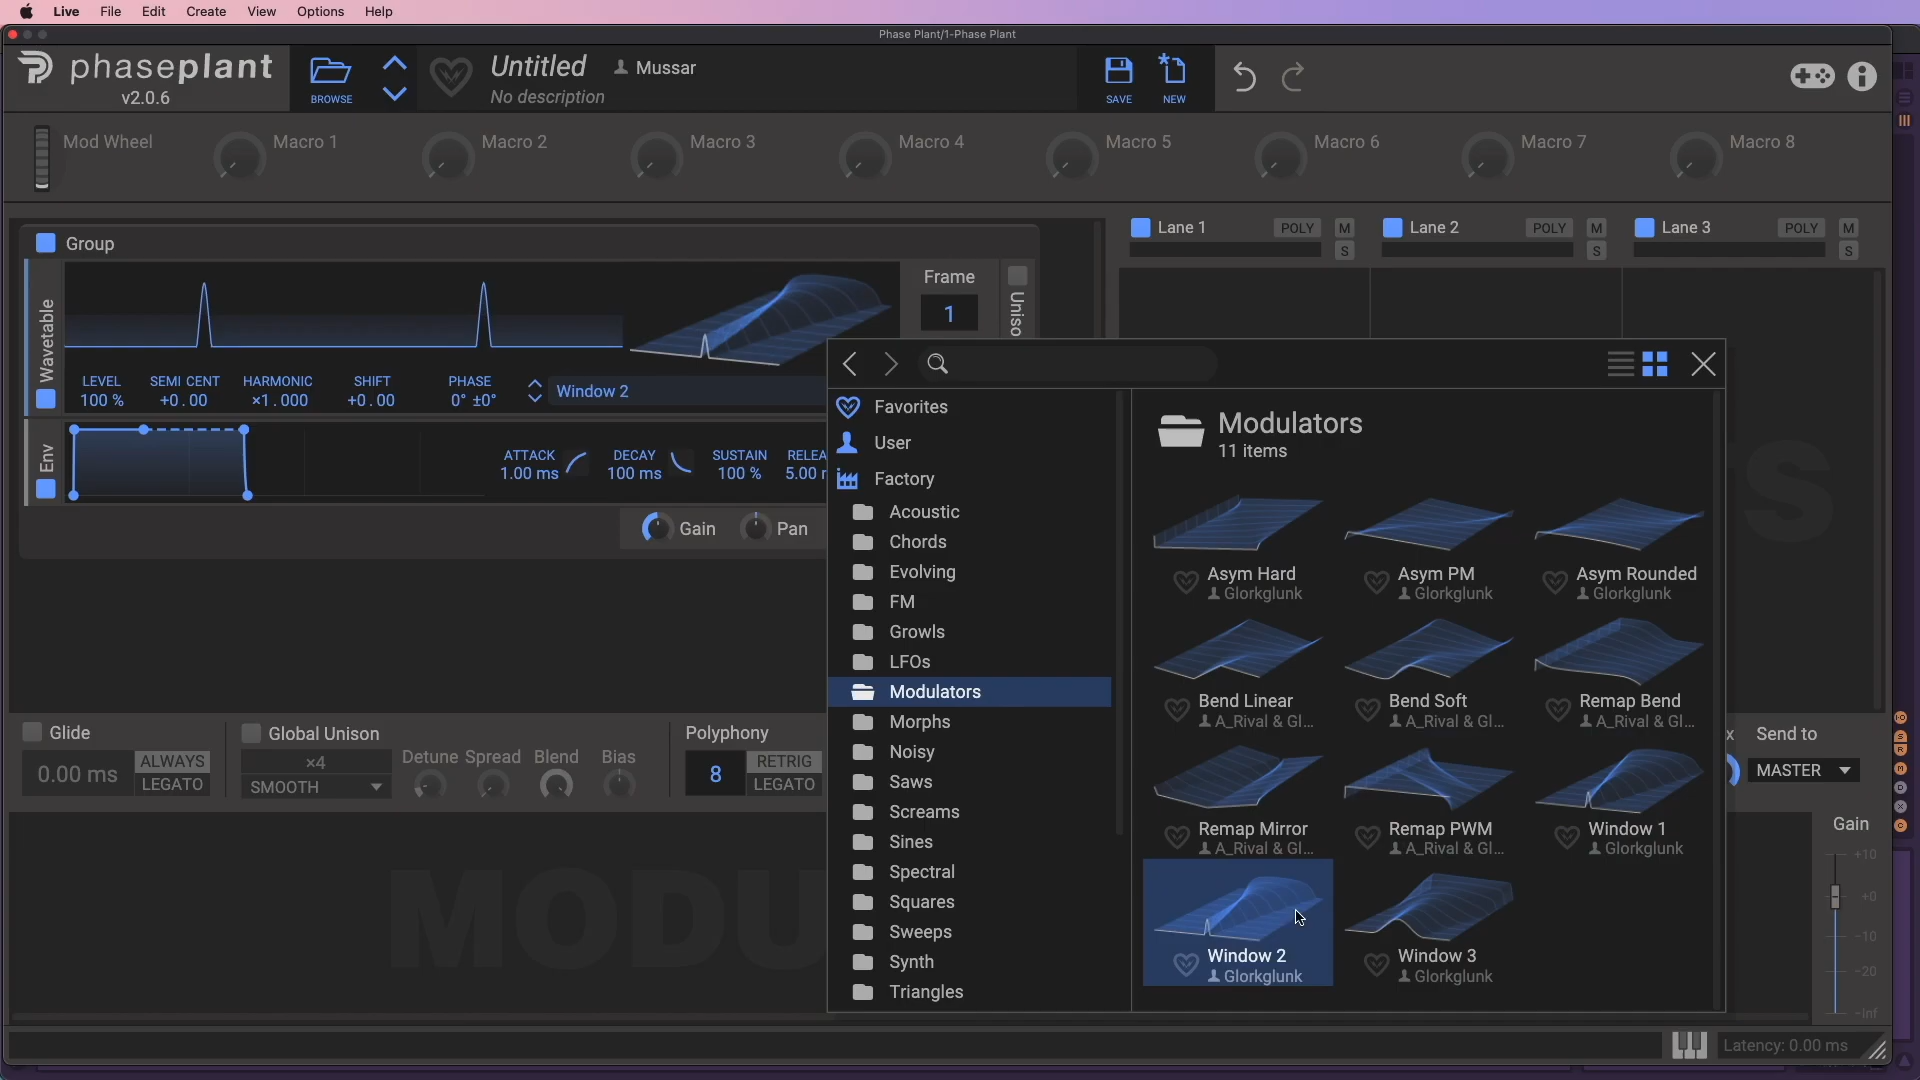 Live File Edit Create View Options Help
Phase Plant/1-Phase Plant
phaseplant
v2.0.6
BROWSE
Untitled Mussar
No description
SAVE NEW
Mod Wheel Macro 1 Macro 2 Macro 3 Macro 4 Macro 5 Macro 6 Macro 7 Macro 8
Group
Wavetable
Frame
1
Uniso
LEVEL SEMI CENT HARMONIC SHIFT PHASE
100 % +0.00 ×1.000 +0.00 0° ±0°
Window 2
Env
ATTACK DECAY SUSTAIN RELEA
1.00 ms 100 ms 100 % 5.00 r
Gain Pan
Lane 1 POLY M S
Lane 2 POLY M S
Lane 3 POLY M S
Favorites
User
Factory
Acoustic
Chords
Evolving
FM
Growls
LFOs
Modulators
Morphs
Noisy
Saws
Screams
Sines
Spectral
Squares
Sweeps
Synth
Triangles
Modulators
11 items
Asym Hard Asym PM Asym Rounded
Glorkglunk Glorkglunk Glorkglunk
Bend Linear Bend Soft Remap Bend
A_Rival & Gl... A_Rival & Gl... A_Rival & Gl...
Remap Mirror Remap PWM Window 1
A_Rival & Gl... A_Rival & Gl... Glorkglunk
Window 2 Window 3
Glorkglunk Glorkglunk
s
Glide
0.00 ms ALWAYS
LEGATO
Global Unison
×4
SMOOTH
Detune Spread Blend Bias
Polyphony
8 RETRIG
LEGATO
x Send to
MASTER
MODU
Gain
+10
+0
-10
-20
-Inf
Latency: 0.00 ms